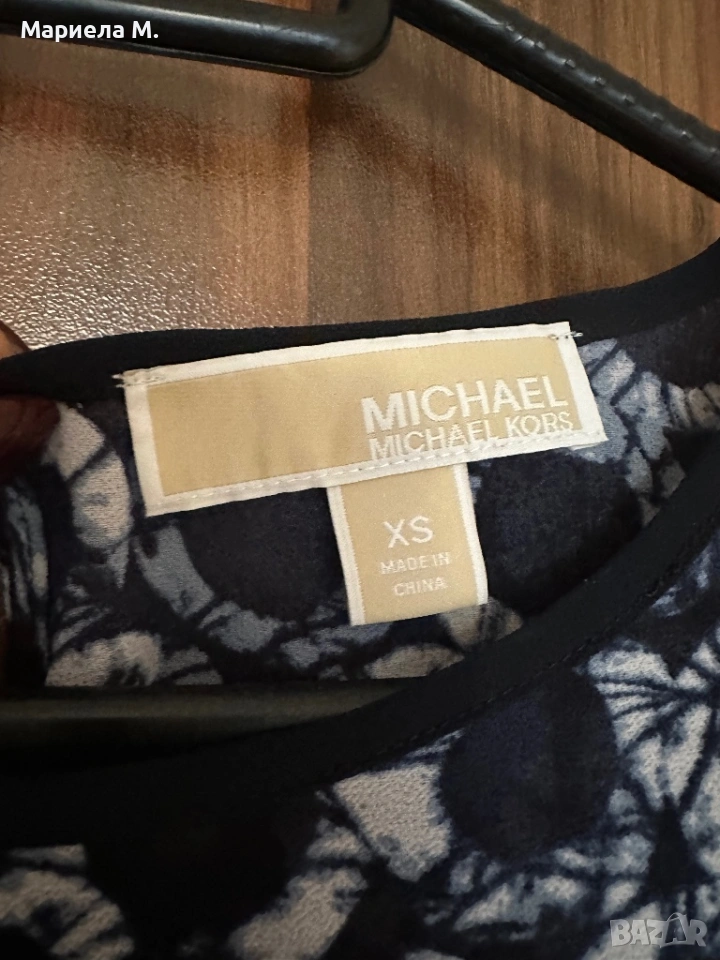 Мариела М.
MICHAEL
MICHAEL KORS
XS
MADE IN
CHINA
BAZAR